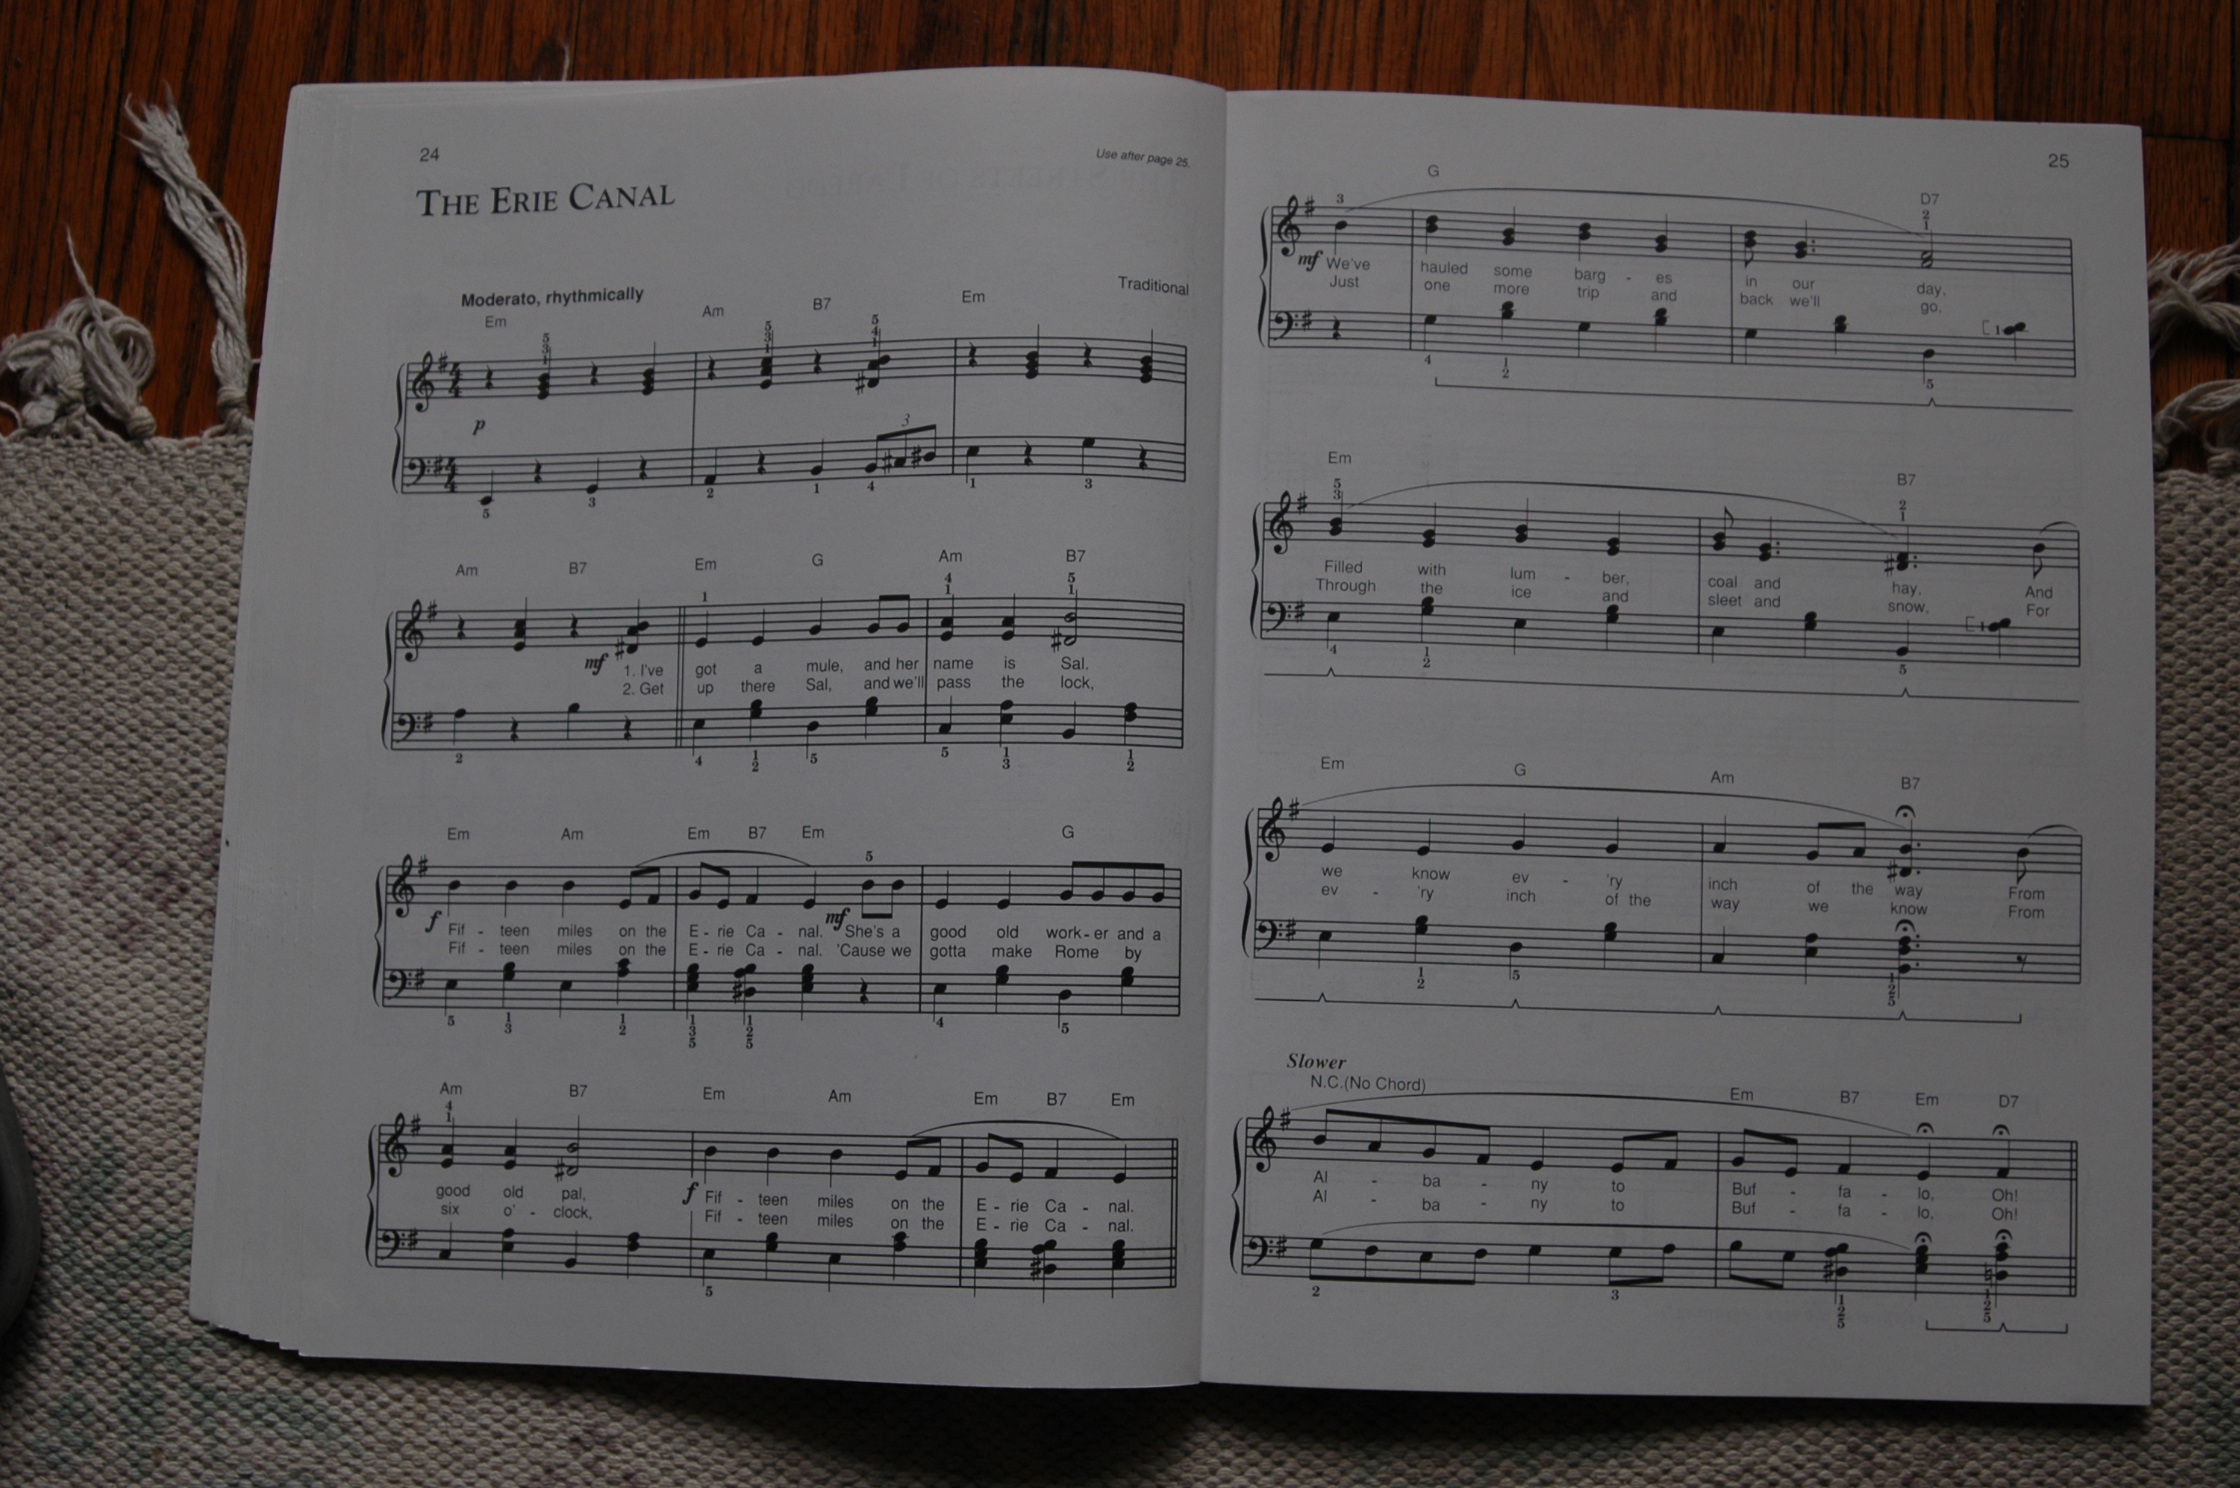 24
Use after page 25.
THE ERIE CANAL
Traditional
Moderato, rhythmically
Em Am B7 Em
p
Am B7 Em G Am B7
mf 1. I've got a mule, and her name is Sal.
2. Get up there Sal, and we'll pass the lock,
Em Am Em B7 Em G
f Fif - teen miles on the E - rie Ca - nal. mf She's a good old work - er and a
Fif - teen miles on the E - rie Ca - nal. 'Cause we gotta make Rome by
Am B7 Em Am Em B7 Em
good old pal, f Fif - teen miles on the E - rie Ca - nal.
six o' - clock, Fif - teen miles on the E - rie Ca - nal.
25
G D7
mf We've hauled some barg - es in our day,
Just one more trip and back we'll go,
Em B7
Filled with lum - ber, coal and hay, And
Through the ice and sleet and snow, For
Em G Am B7
we know ev - 'ry inch of the way From
ev - 'ry inch of the way we know From
Slower
N.C.(No Chord) Em B7 Em D7
Al - ba - ny to Buf - fa - lo, Oh!
Al - ba - ny to Buf - fa - lo, Oh!